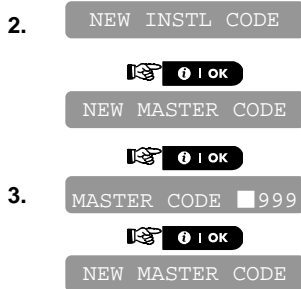 2.
NEW INSTL CODE
i | OK
NEW MASTER CODE
i | OK
3.
MASTER CODE ■999
i | OK
NEW MASTER CODE